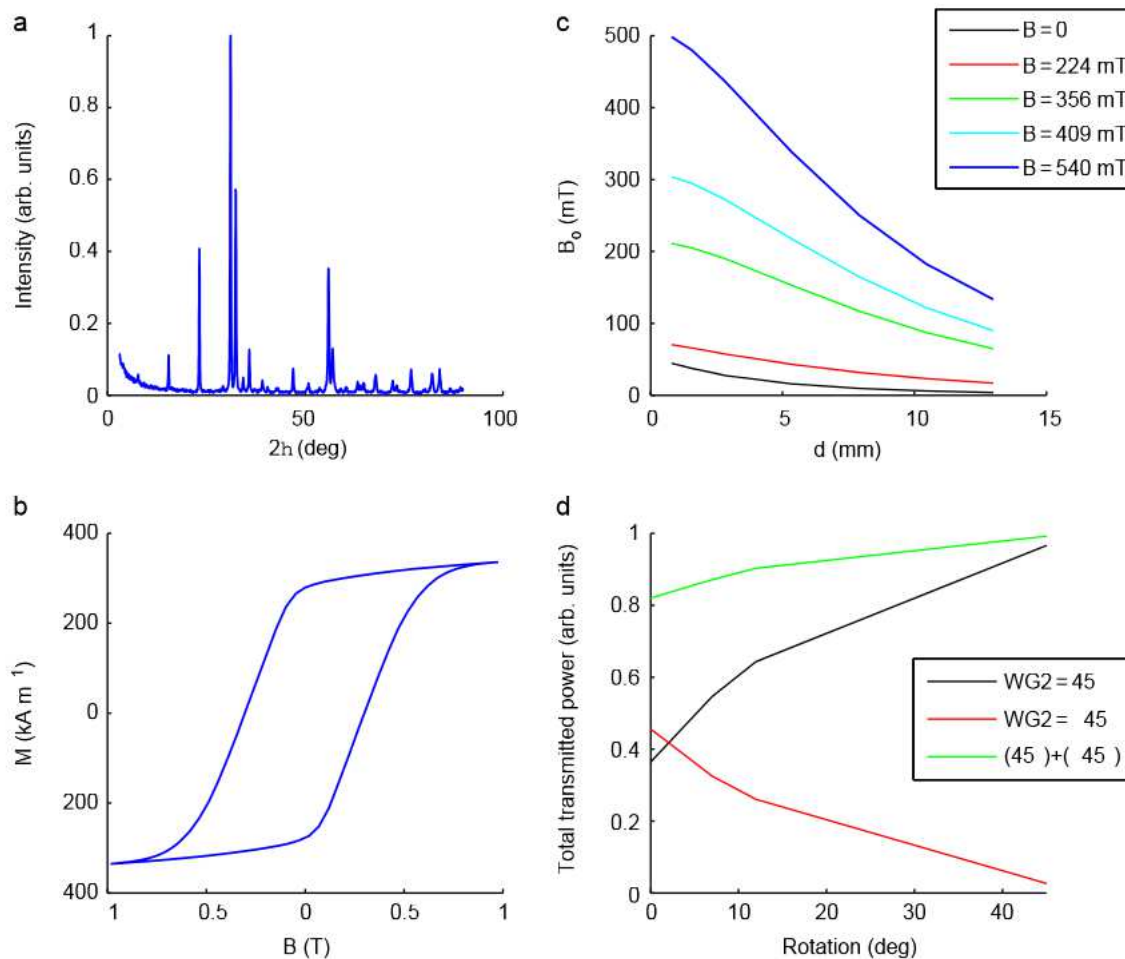 a
1
0.8
0.6
0.4
0.2
0
Intensity (arb. units)
0
50
100
2h (deg)
c
500
400
300
200
100
0
B₀ (mT)
0
5
10
15
d (mm)
B = 0
B = 224 mT
B = 356 mT
B = 409 mT
B = 540 mT
b
400
200
0
200
400
M (kA m ¹)
1
0.5
0
0.5
1
B (T)
d
1
0.8
0.6
0.4
0.2
0
Total transmitted power (arb. units)
0
10
20
30
40
Rotation (deg)
WG2 = 45
WG2 = 45
(45 )+( 45 )